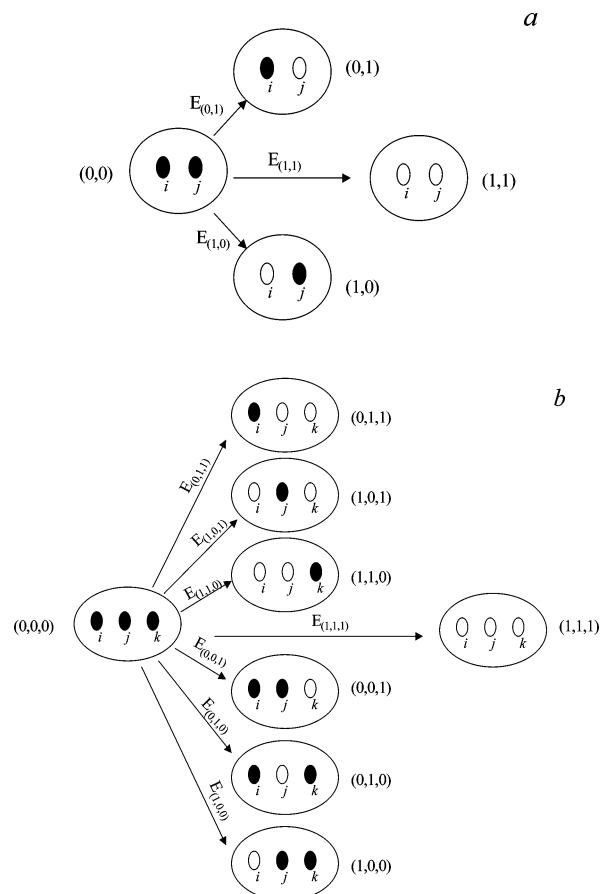 a
(0,1)
i j
E(0,1)
(0,0)
i j
E(1,1)
i j
(1,1)
E(1,0)
i j
(1,0)
b
i j k
(0,1,1)
E(0,1,1)
i j k
(1,0,1)
E(1,0,1)
i j k
(1,1,0)
E(1,1,0)
(0,0,0)
i j k
E(1,1,1)
i j k
(1,1,1)
E(0,0,1)
i j k
(0,0,1)
E(0,1,0)
i j k
(0,1,0)
E(1,0,0)
i j k
(1,0,0)